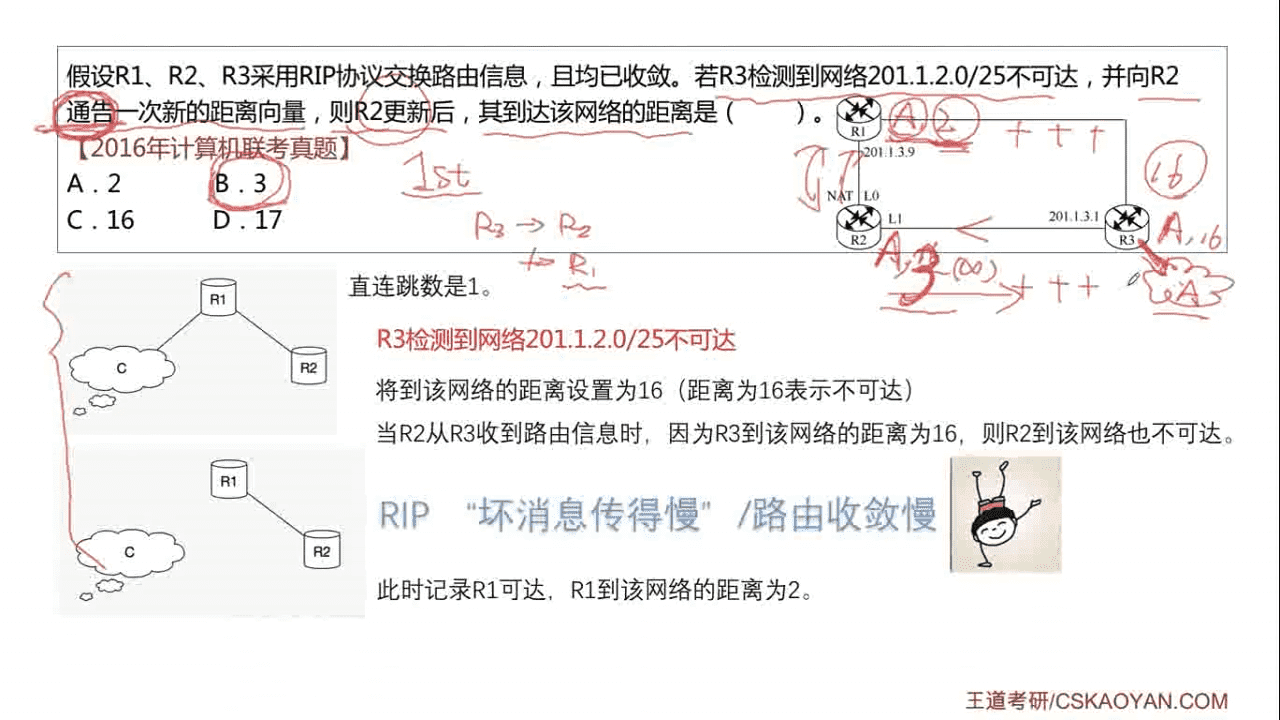 假设R1、R2、R3采用RIP协议交换路由信息，且均已收敛。若R3检测到网络201.1.2.0/25不可达，并向R2
通告一次新的距离向量，则R2更新后，其到达该网络的距离是（　　）。
【2016年计算机联考真题】
A．2 B．3
C．16 D．17
1st
R3 → R2
R1
R1
A, 2
+ + +
201.1.3.9
16
NAT L0
L1
201.1.3.1
R2
R3
A, 16
A, 3 (∞)
+ + +
A
R1
C
R2
直连跳数是1。
R3检测到网络201.1.2.0/25不可达
将到该网络的距离设置为16（距离为16表示不可达）
当R2从R3收到路由信息时，因为R3到该网络的距离为16，则R2到该网络也不可达。
R1
C
R2
RIP “坏消息传得慢” /路由收敛慢
此时记录R1可达，R1到该网络的距离为2。
王道考研/CSKAOYAN.COM